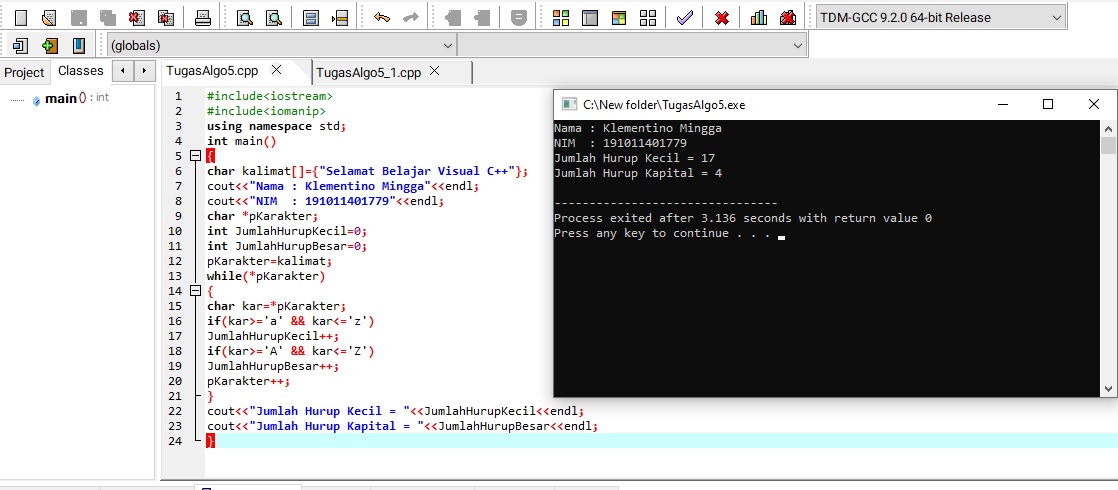 TDM-GCC 9.2.0 64-bit Release
(globals)
Project Classes
main() : int
TugasAlgo5.cpp TugasAlgo5_1.cpp
1 #include<iostream>
2 #include<iomanip>
3 using namespace std;
4 int main()
5 {
6 char kalimat[]={"Selamat Belajar Visual C++"};
7 cout<<"Nama : Klementino Mingga"<<endl;
8 cout<<"NIM  : 191011401779"<<endl;
9 char *pKarakter;
10 int JumlahHurupKecil=0;
11 int JumlahHurupBesar=0;
12 pKarakter=kalimat;
13 while(*pKarakter)
14 {
15 char kar=*pKarakter;
16 if(kar>='a' && kar<='z')
17 JumlahHurupKecil++;
18 if(kar>='A' && kar<='Z')
19 JumlahHurupBesar++;
20 pKarakter++;
21 }
22 cout<<"Jumlah Hurup Kecil = "<<JumlahHurupKecil<<endl;
23 cout<<"Jumlah Hurup Kapital = "<<JumlahHurupBesar<<endl;
24 }
C:\New folder\TugasAlgo5.exe
Nama : Klementino Mingga
NIM  : 191011401779
Jumlah Hurup Kecil = 17
Jumlah Hurup Kapital = 4
--------------------------------
Process exited after 3.136 seconds with return value 0
Press any key to continue . . .